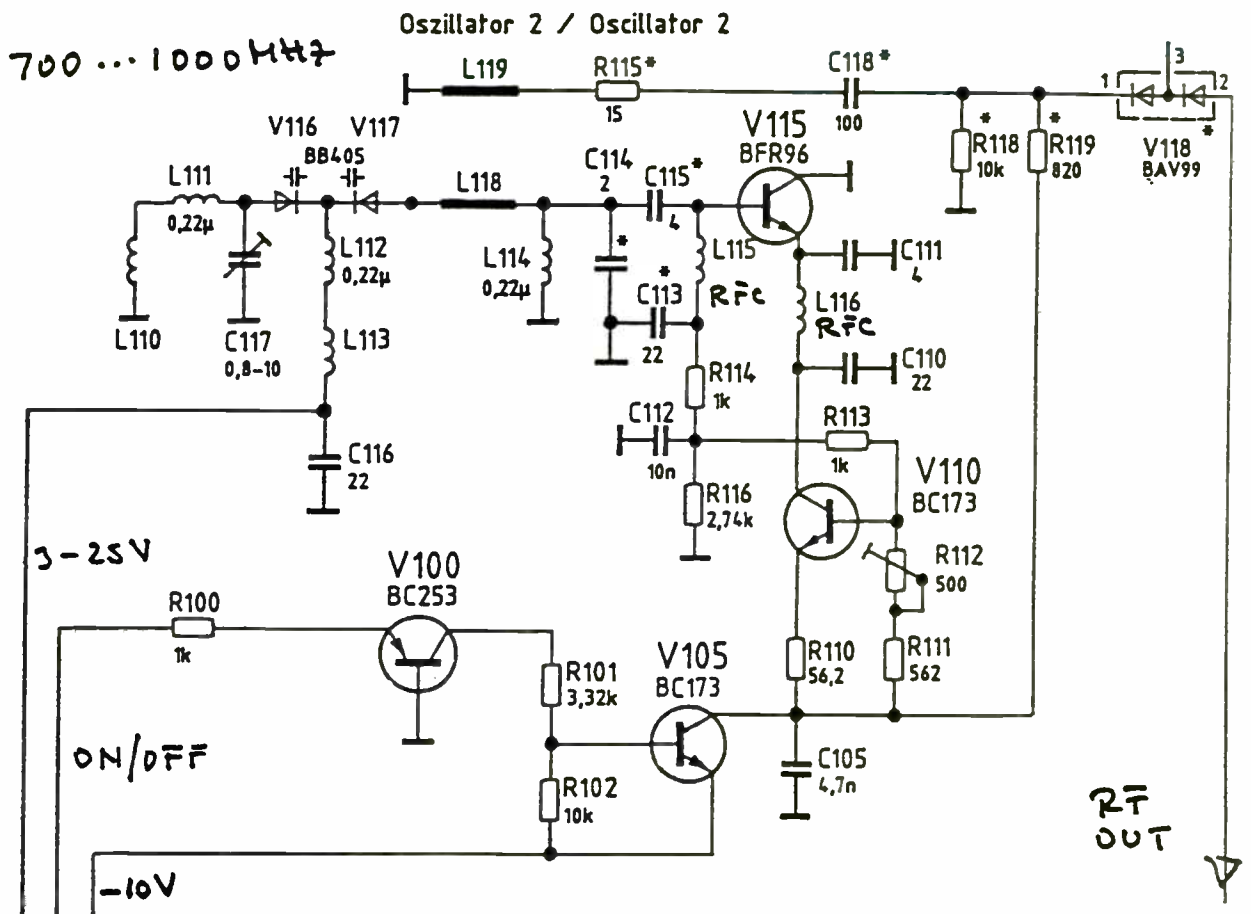 Oszillator 2 / Oscillator 2
700 ... 1000 MHz
L119
R115*
15
C118*
100
1
3
2
V118
BAV99
*
*
R118
10k
*
R119
820
V116
V117
BB405
L111
0,22µ
L118
C114
2
*
C115*
4
V115
BFR96
L110
C117
0,8-10
L112
0,22µ
L113
L114
0,22µ
C113
*
22
L115
RFC
C111
4
L116
RFC
C110
22
R114
1k
C112
10n
R113
1k
C116
22
R116
2,74k
V110
BC173
R112
500
3-25V
V100
BC253
R100
1k
R101
3,32k
V105
BC173
R110
56,2
R111
562
ON/OFF
R102
10k
C105
4,7n
RF
OUT
-10V